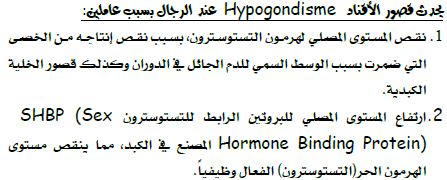 يحدث قصور الأقناد Hypogondisme عند الرجال بسبب عاملين:
1. نقص المستوى المصلي لهرمون التستوسترون، بسبب نقص إنتاجه من الخصى
التي ضمرت بسبب الوسط السمي للدم الجائل في الدوران وكذلك قصور الخلية
الكبدية.
2. ارتفاع المستوى المصلي للبروتين الرابط للتستوسترون SHBP (Sex
Hormone Binding Protein) المصنع في الكبد، مما ينقص مستوى
الهرمون الحر(التستوسترون) الفعال وظيفياً.